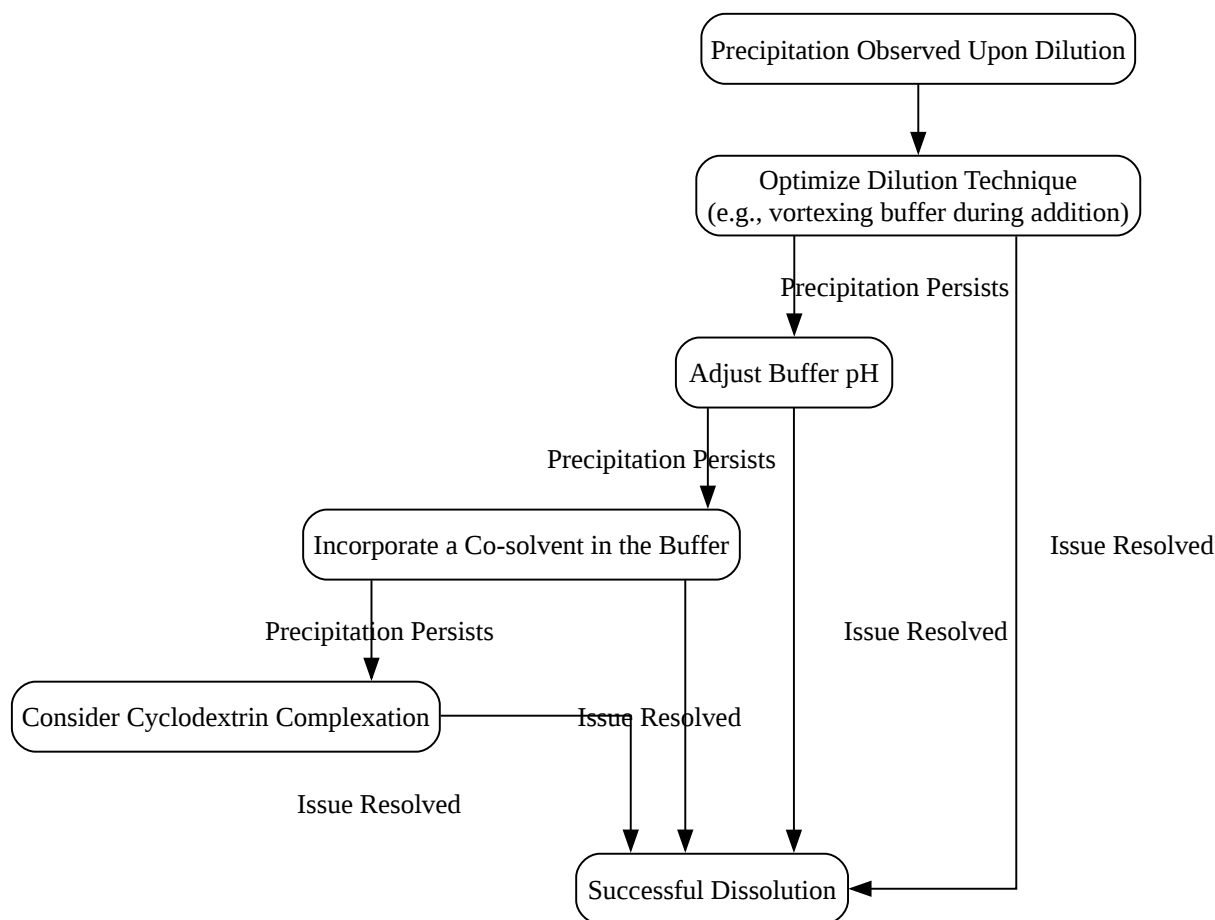 Precipitation Observed Upon Dilution
Optimize Dilution Technique
(e.g., vortexing buffer during addition)
Precipitation Persists
Adjust Buffer pH
Precipitation Persists
Incorporate a Co-solvent in the Buffer
Issue Resolved
Precipitation Persists
Issue Resolved
Consider Cyclodextrin Complexation
Issue Resolved
Issue Resolved
Successful Dissolution